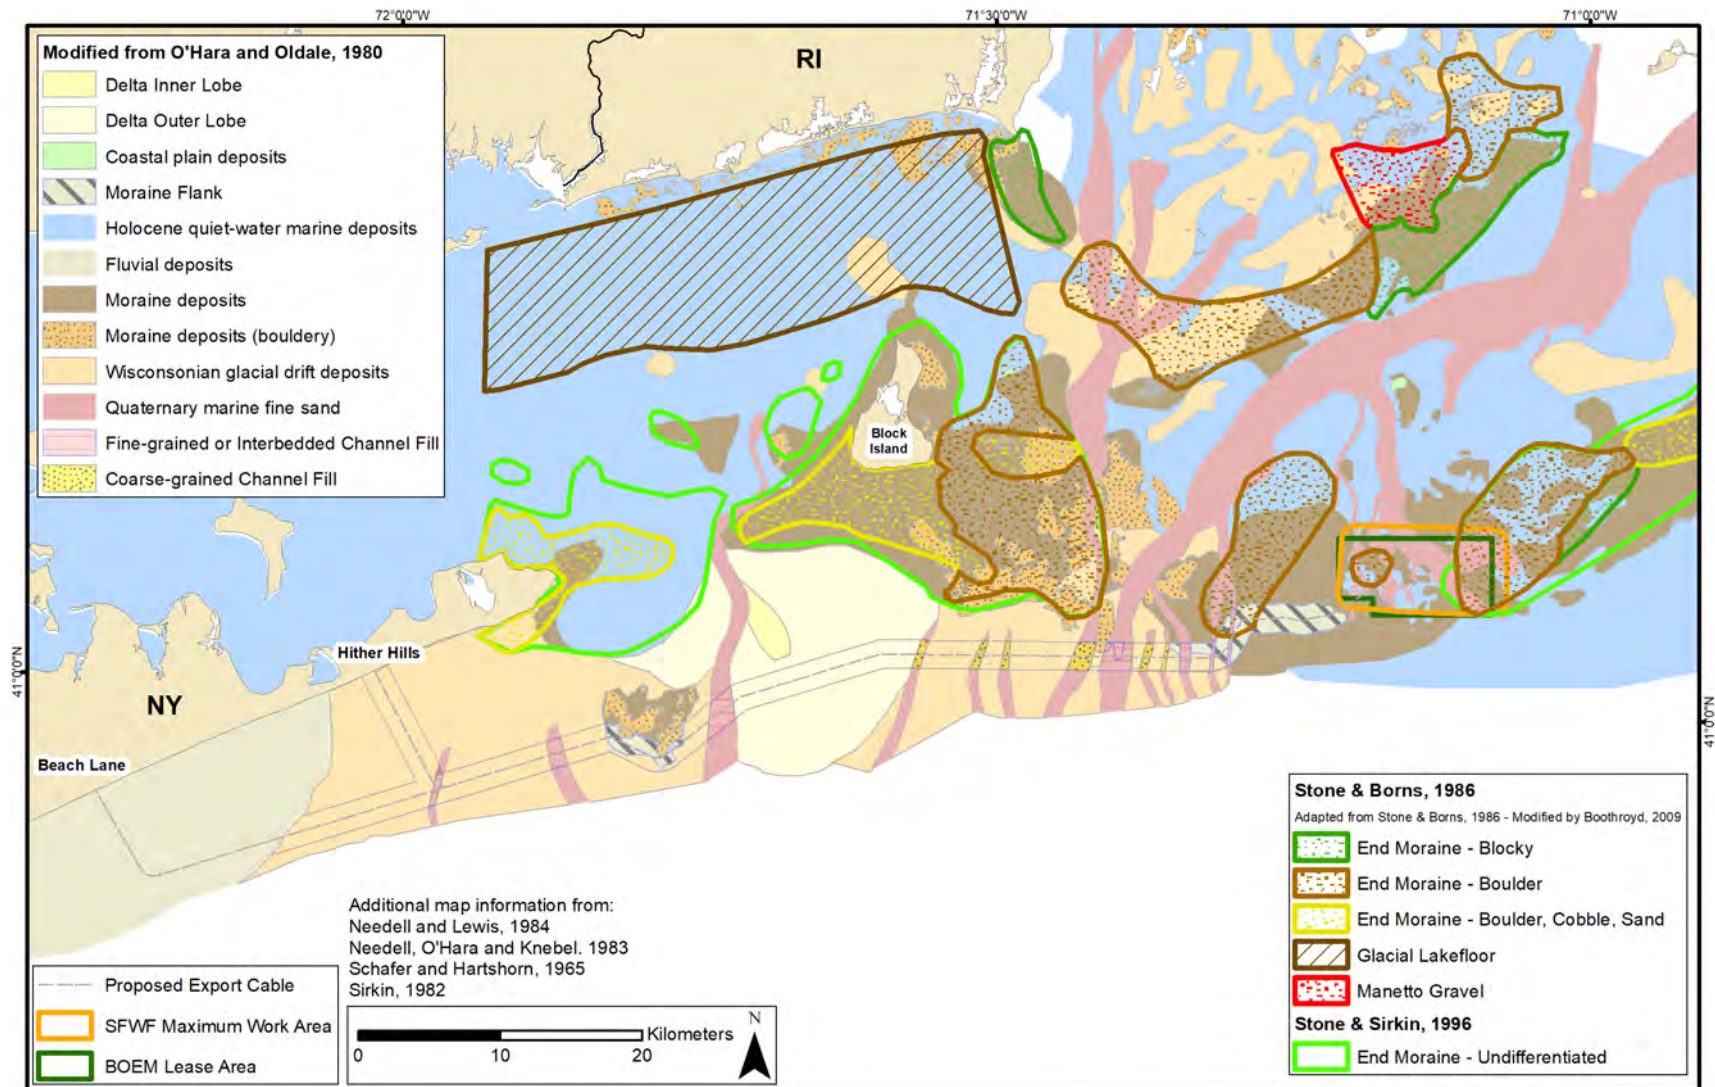 72°0'0"W
71°30'0"W
71°0'0"W
Modified from O'Hara and Oldale, 1980
Delta Inner Lobe
Delta Outer Lobe
Coastal plain deposits
Moraine Flank
Holocene quiet-water marine deposits
Fluvial deposits
Moraine deposits
Moraine deposits (bouldery)
Wisconsonian glacial drift deposits
Quaternary marine fine sand
Fine-grained or Interbedded Channel Fill
Coarse-grained Channel Fill
RI
Block
Island
Hither Hills
NY
Beach Lane
41°0'0"N
41°0'0"N
Additional map information from:
Needell and Lewis, 1984
Needell, O'Hara and Knebel. 1983
Schafer and Hartshorn, 1965
Sirkin, 1982
Proposed Export Cable
SFWF Maximum Work Area
BOEM Lease Area
Kilometers
0 10 20
N
Stone & Borns, 1986
Adapted from Stone & Borns, 1986 - Modified by Boothroyd, 2009
End Moraine - Blocky
End Moraine - Boulder
End Moraine - Boulder, Cobble, Sand
Glacial Lakefloor
Manetto Gravel
Stone & Sirkin, 1996
End Moraine - Undifferentiated